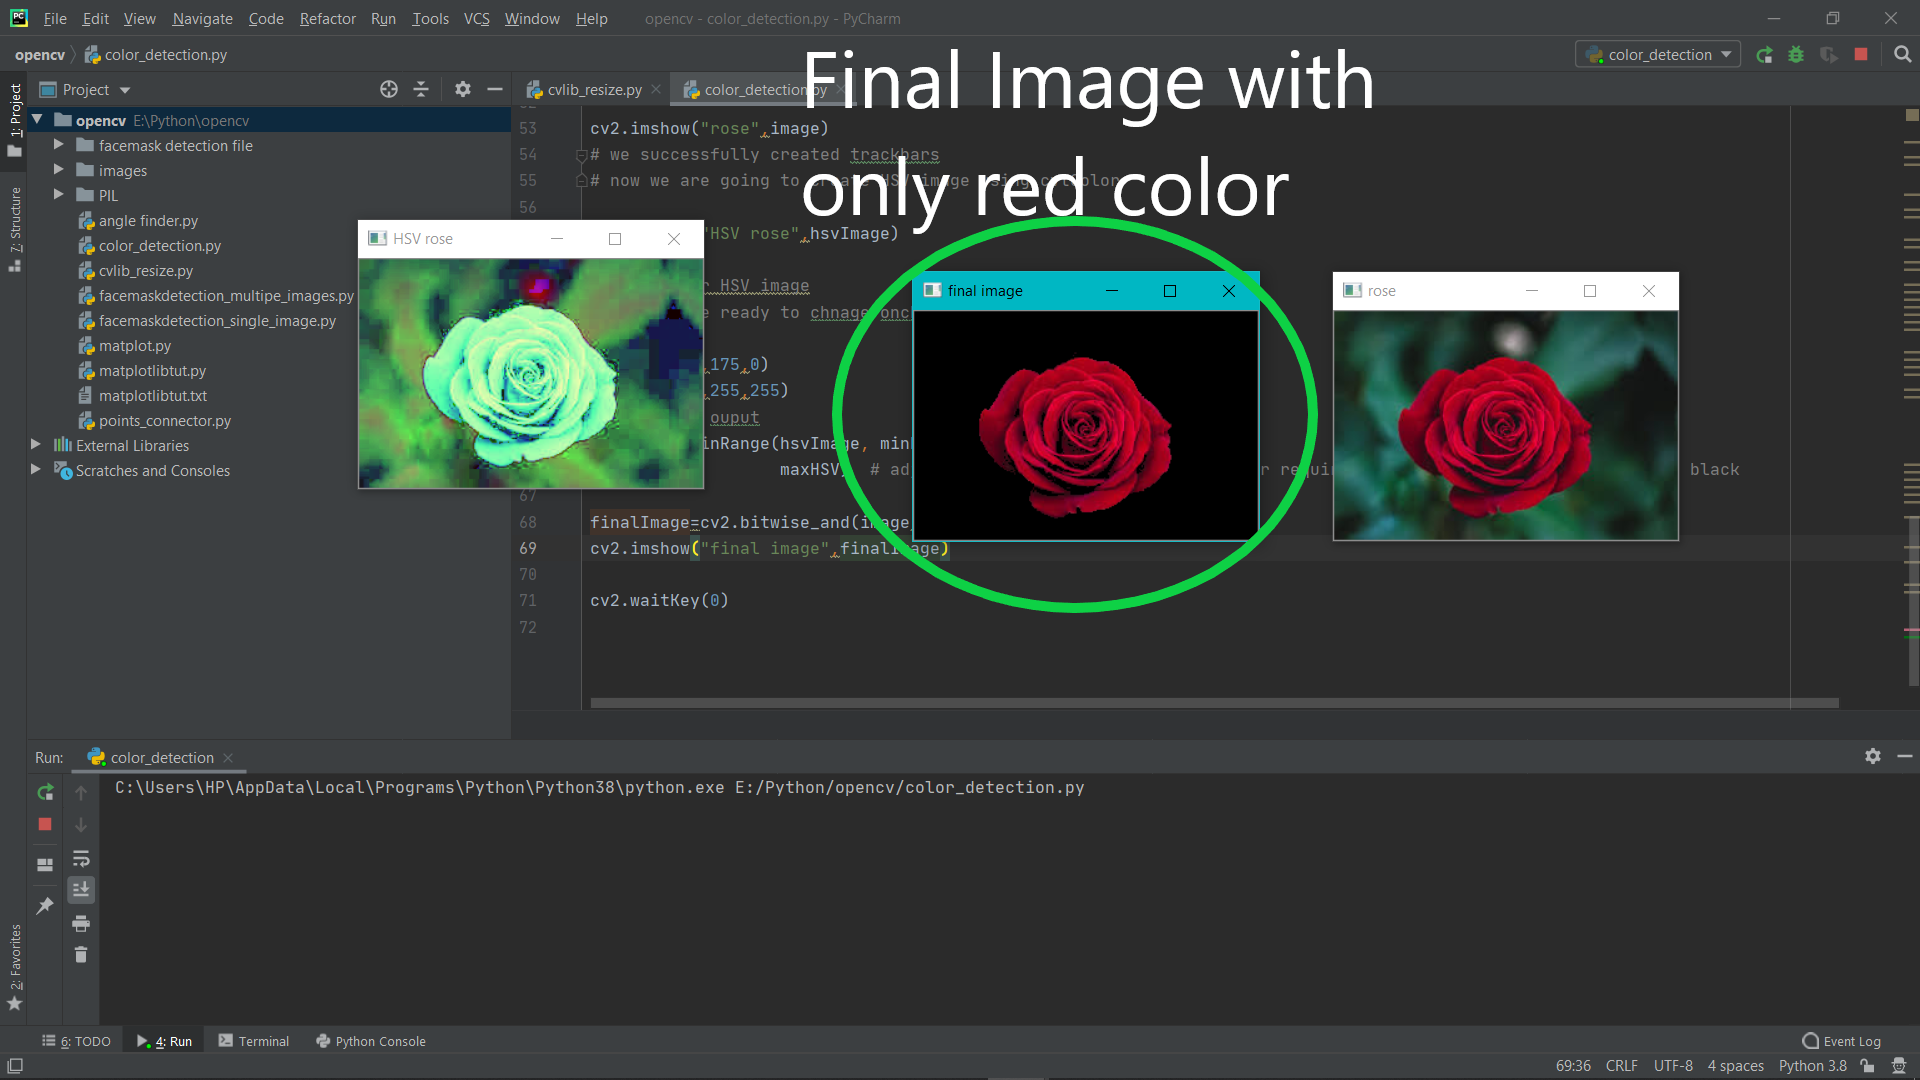 File Edit View Navigate Code Refactor Run Tools VCS Window Help opencv - color_detection.py - PyCharm
opencv color_detection.py
color_detection
Final Image with
only red color
1: Project
7: Structure
2: Favorites
Project
opencv E:\Python\opencv
facemask detection file
images
PIL
angle finder.py
color_detection.py
cvlib_resize.py
facemaskdetection_multipe_images.py
facemaskdetection_single_image.py
matplot.py
matplotlibtut.py
matplotlibtut.txt
points_connector.py
External Libraries
Scratches and Consoles
cvlib_resize.py color_detection.py
53 cv2.imshow("rose",image)
54 # we successfully created trackbars
55 # now we are going to create HSV image using cvtColor
56
"HSV rose",hsvImage)
r HSV image
e ready to chnage onc
,175,0)
,255,255)
ouput
inRange(hsvImage, min
maxHSV) # ad r requi black
67
68 finalImage=cv2.bitwise_and(image
69 cv2.imshow("final image",finalImage)
70
71 cv2.waitKey(0)
72
HSV rose
final image
rose
Run: color_detection
C:\Users\HP\AppData\Local\Programs\Python\Python38\python.exe E:/Python/opencv/color_detection.py
6: TODO 4: Run Terminal Python Console Event Log
69:36 CRLF UTF-8 4 spaces Python 3.8